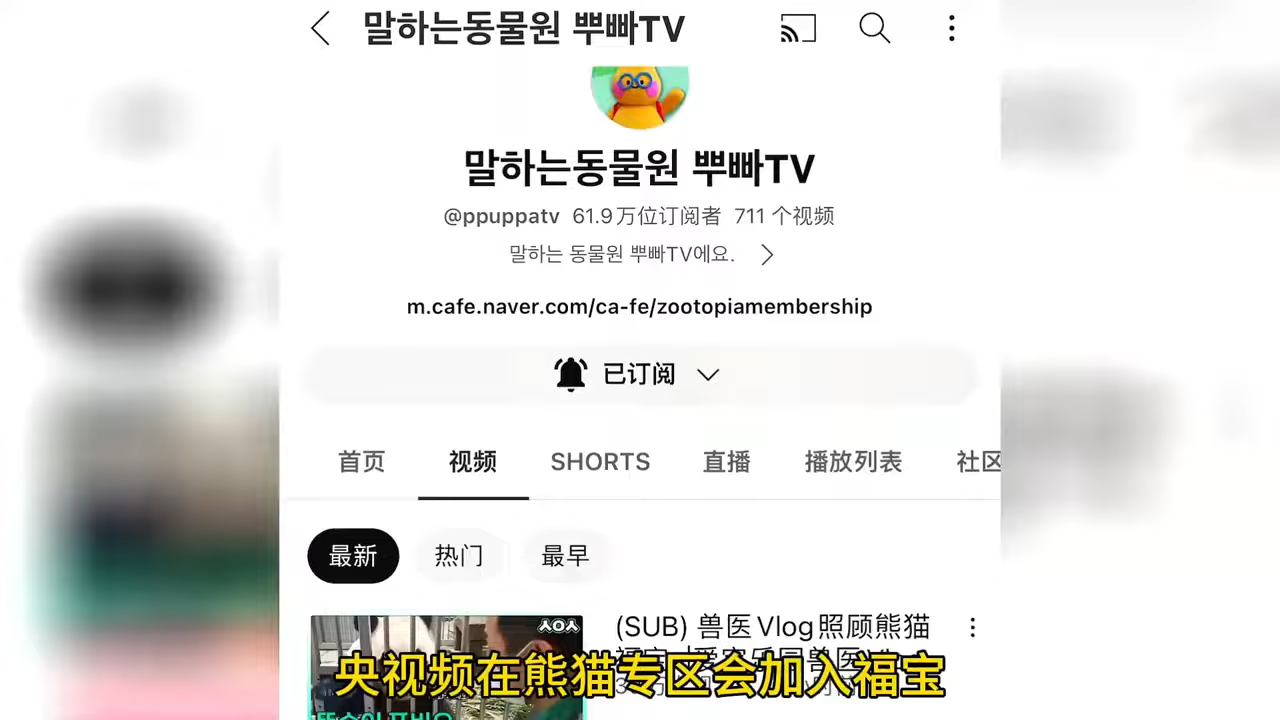 말하는동물원 뿌빠TV
말하는동물원 뿌빠TV
@ppuppatv 61.9万位订阅者 711 个视频
말하는 동물원 뿌빠TV에요.
m.cafe.naver.com/ca-fe/zootopiamembership
已订阅
首页 视频 SHORTS 直播 播放列表 社区
最新 热门 最早
(SUB) 兽医Vlog照顾熊猫
央视频在熊猫专区会加入福宝